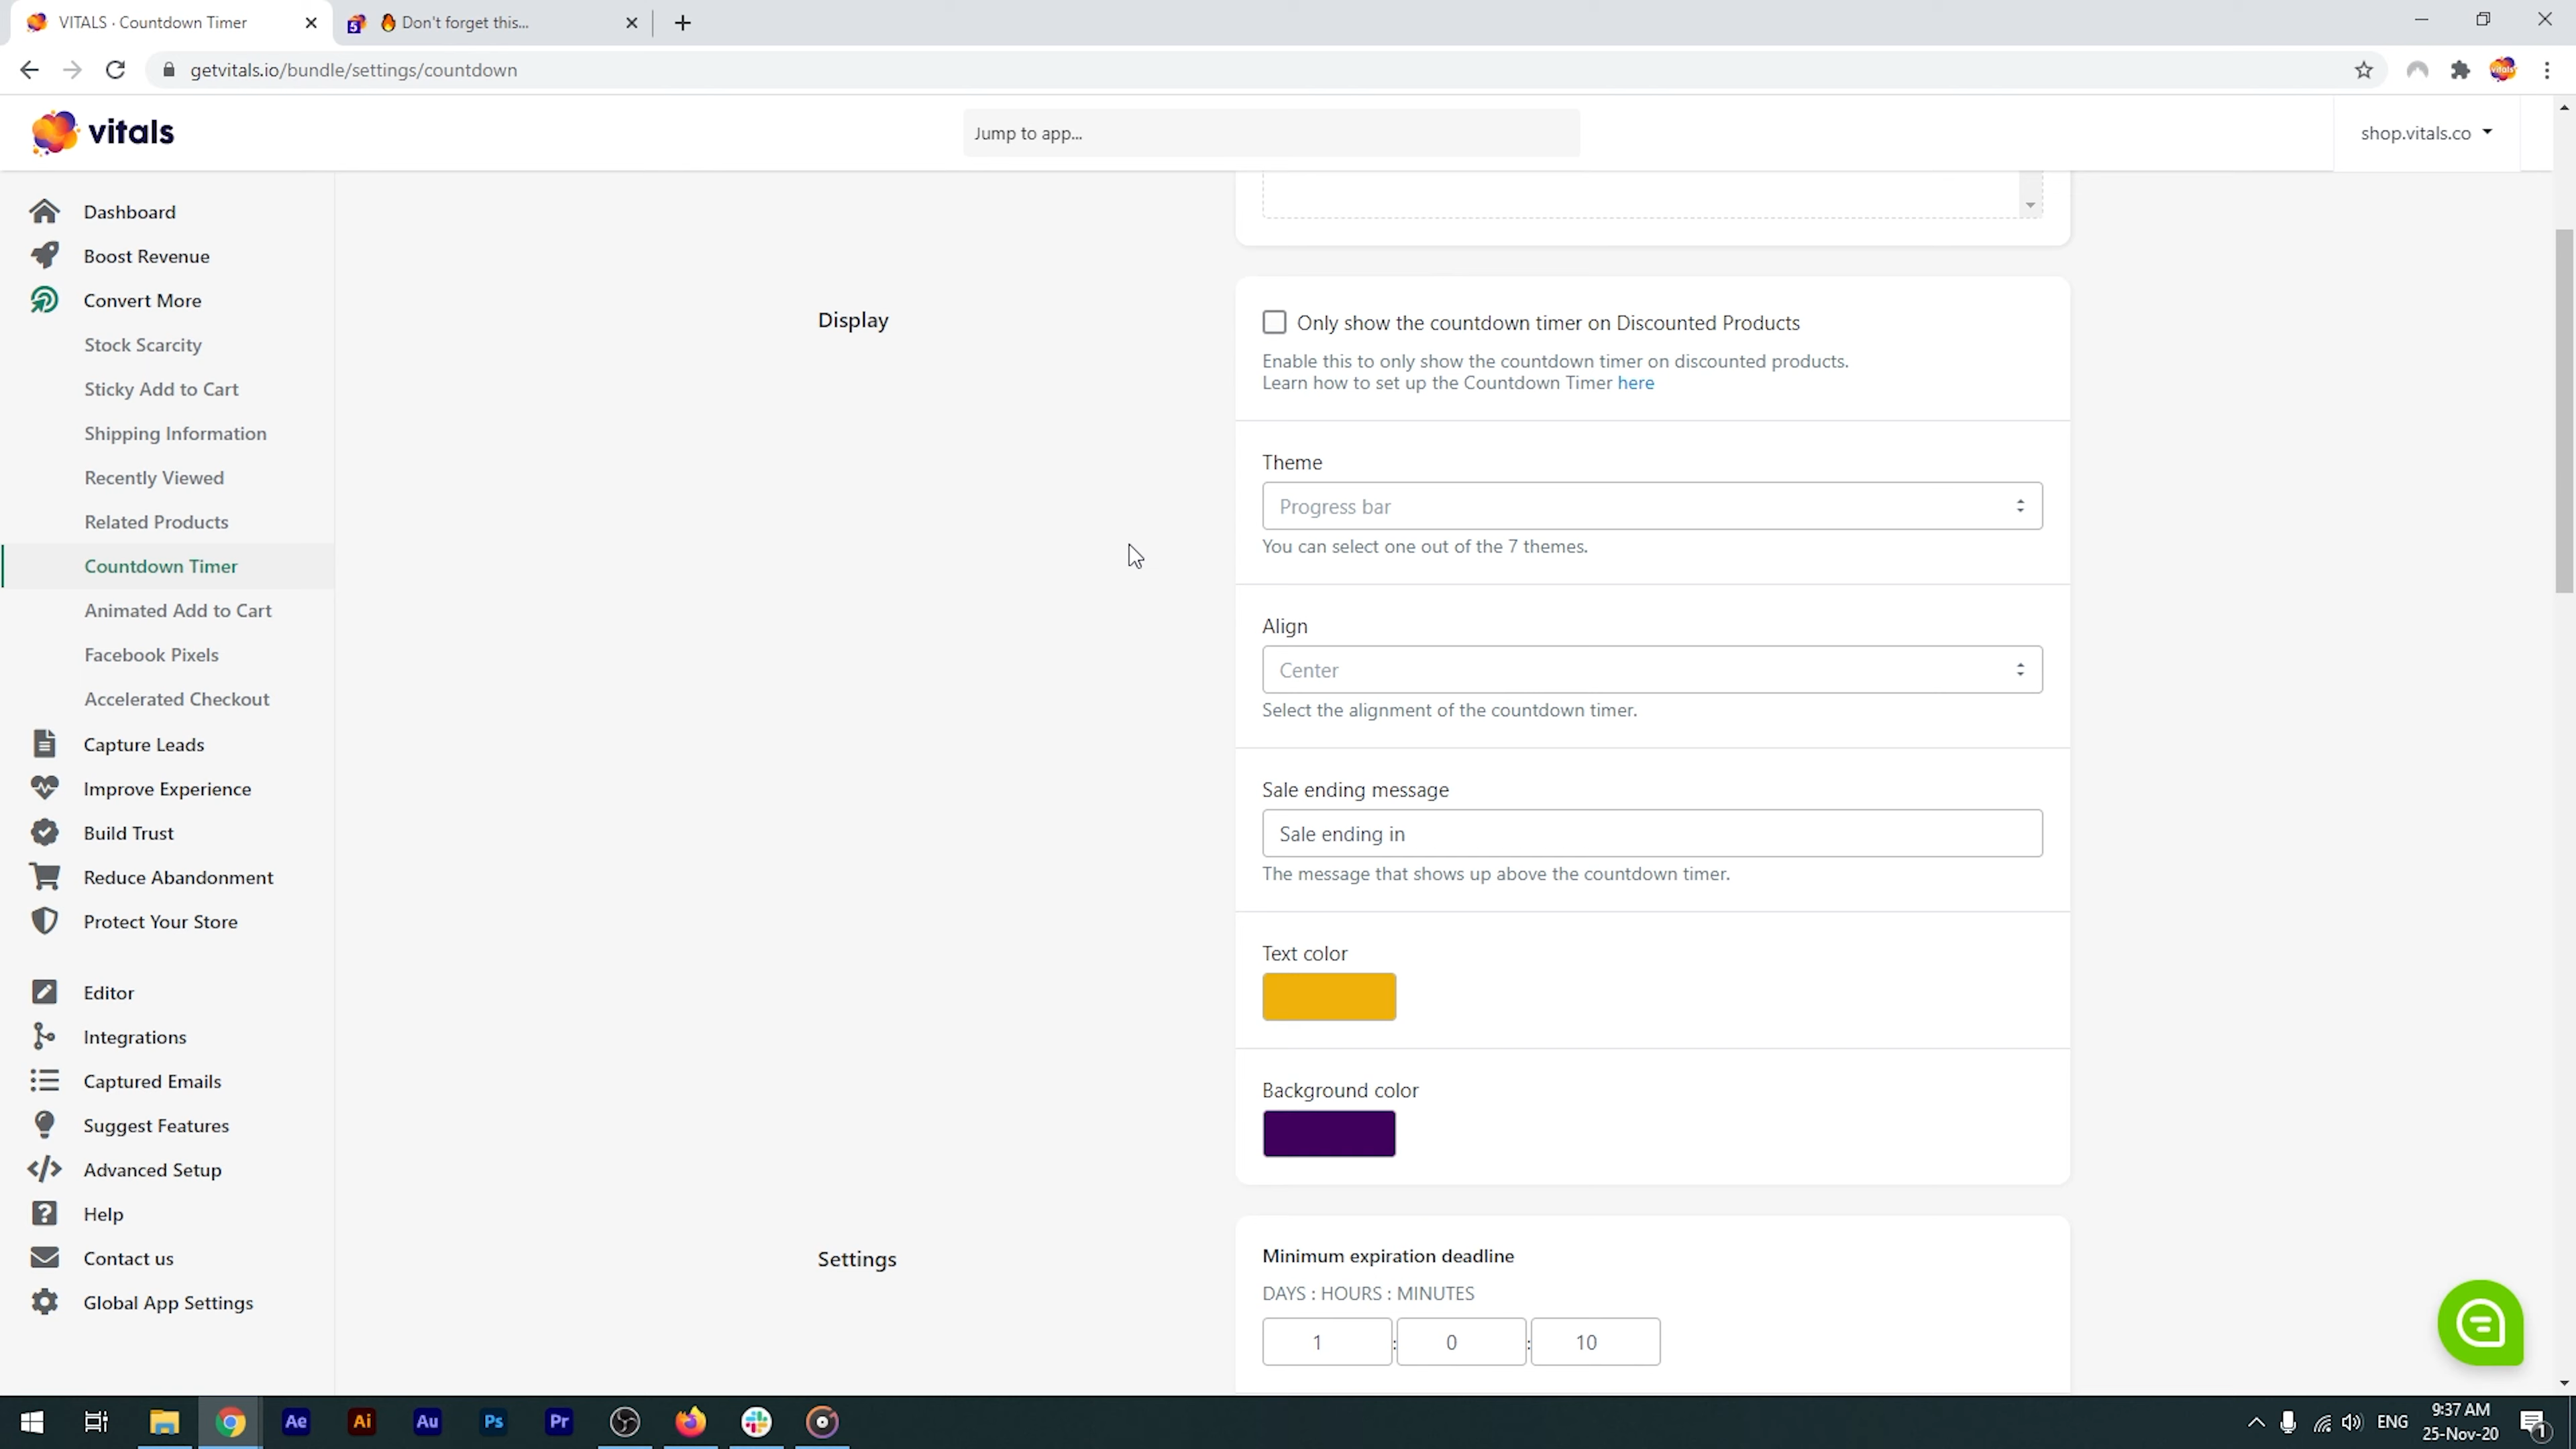 VITALS · Countdown Timer
5
Don't forget this...
getvitals.io/bundle/settings/countdown
vitals
vitals
Jump to app...
shop.vitals.co
Dashboard
Boost Revenue
Convert More
Stock Scarcity
Sticky Add to Cart
Shipping Information
Recently Viewed
Related Products
Countdown Timer
Animated Add to Cart
Facebook Pixels
Accelerated Checkout
Capture Leads
Improve Experience
Build Trust
Reduce Abandonment
Protect Your Store
Editor
Integrations
Captured Emails
Suggest Features
Advanced Setup
Help
Contact us
Global App Settings
Display
Only show the countdown timer on Discounted Products
Enable this to only show the countdown timer on discounted products.
Learn how to set up the Countdown Timer here
Theme
Progress bar
You can select one out of the 7 themes.
Align
Center
Select the alignment of the countdown timer.
Sale ending message
Sale ending in
The message that shows up above the countdown timer.
Text color
Background color
Settings
Minimum expiration deadline
DAYS : HOURS : MINUTES
1 : 0 : 10
Ae
Ai
Au
Ps
Pr
ENG
9:37 AM
25-Nov-20
1